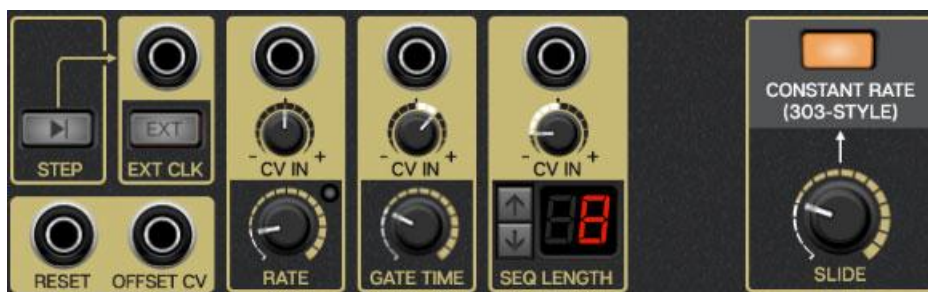 CONSTANT RATE
(303-STYLE)
EXT
- +
CV IN
- +
CV IN
- +
CV IN
STEP
EXT CLK
8
RESET
OFFSET CV
RATE
GATE TIME
SEQ LENGTH
SLIDE